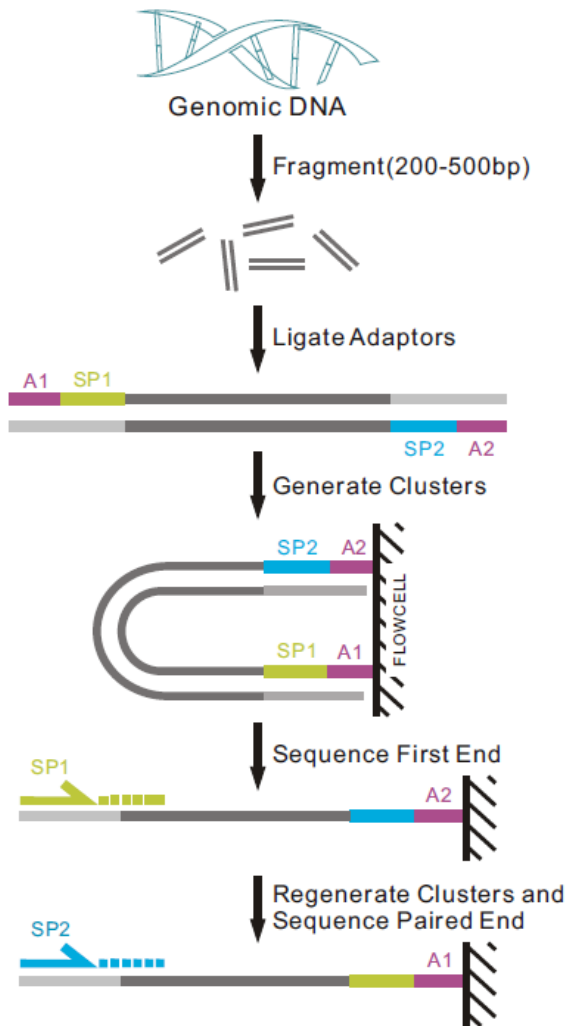 Genomic DNA
Fragment(200-500bp)
Ligate Adaptors
A1 SP1
SP2 A2
Generate Clusters
SP2 A2
FLOWCELL
SP1 A1
Sequence First End
SP1
A2
Regenerate Clusters and
Sequence Paired End
SP2
A1